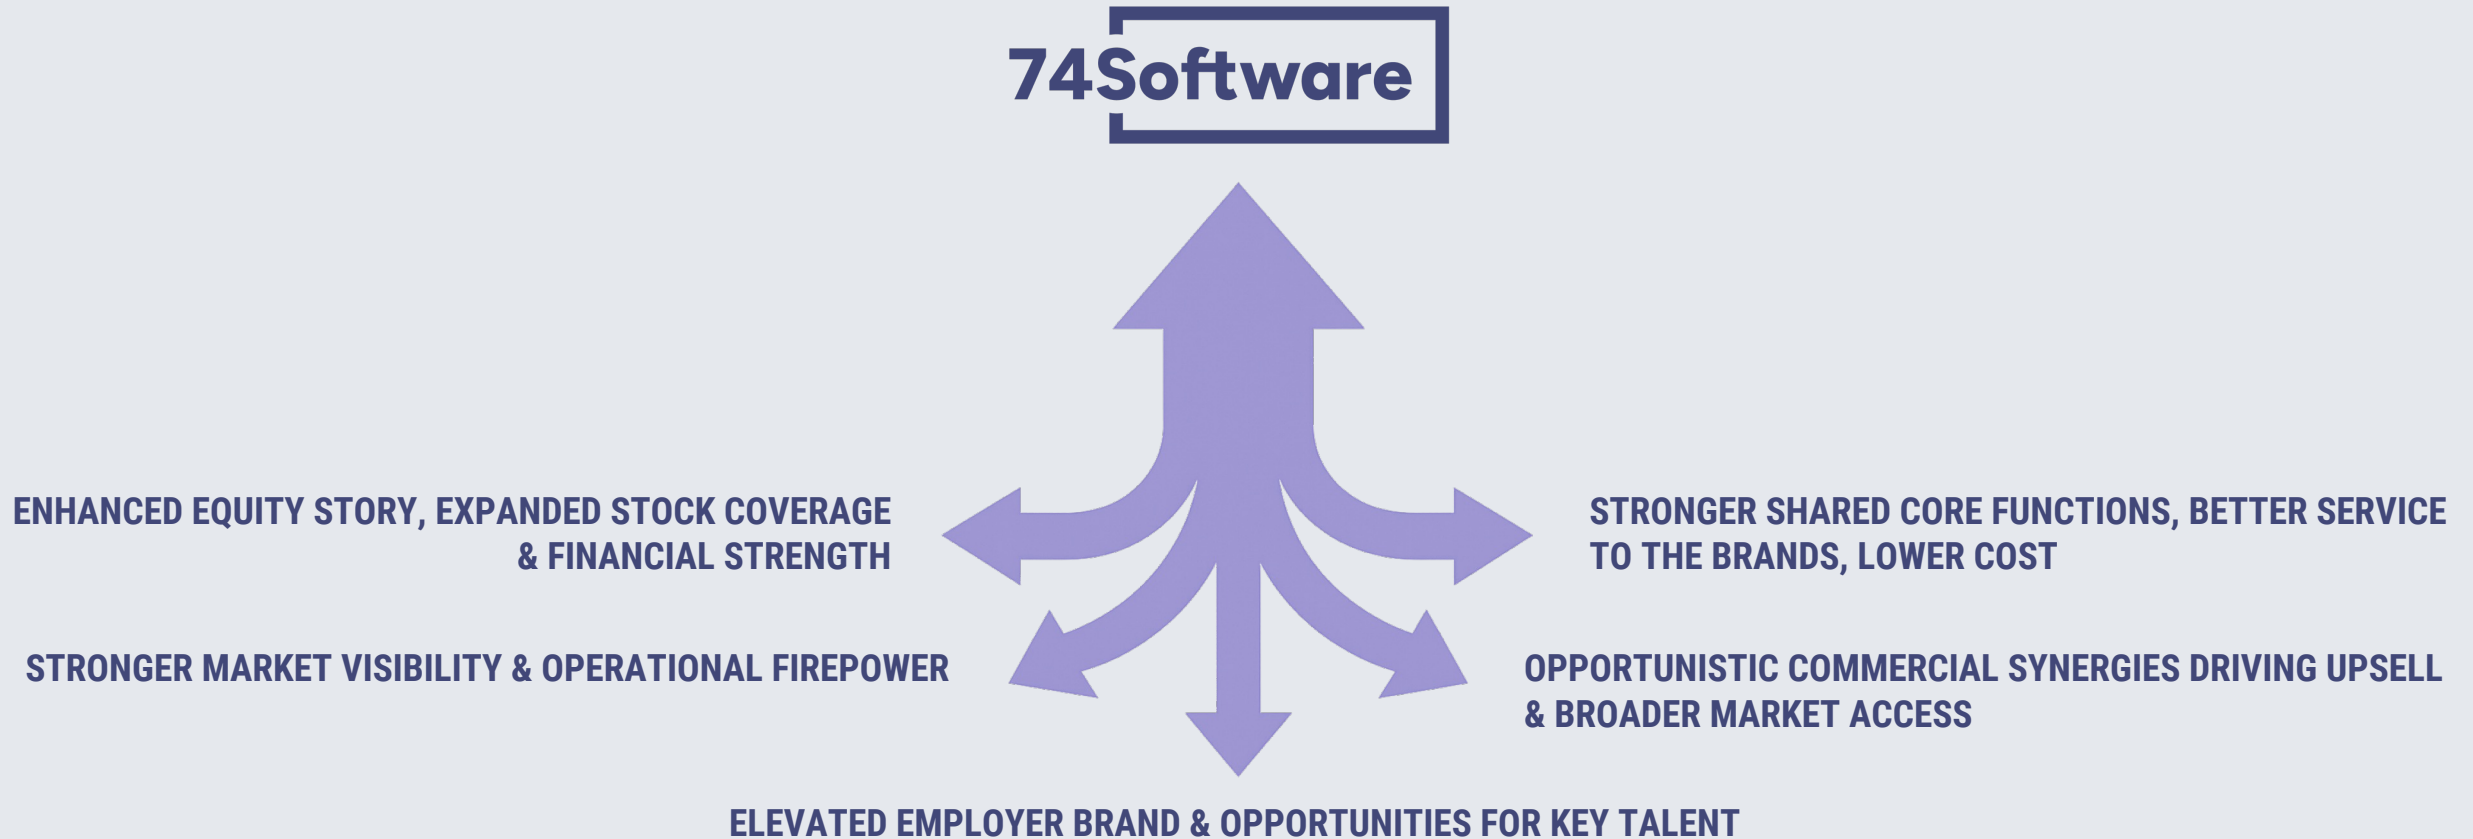 74Software
ENHANCED EQUITY STORY, EXPANDED STOCK COVERAGE
& FINANCIAL STRENGTH
STRONGER SHARED CORE FUNCTIONS, BETTER SERVICE
TO THE BRANDS, LOWER COST
STRONGER MARKET VISIBILITY & OPERATIONAL FIREPOWER
OPPORTUNISTIC COMMERCIAL SYNERGIES DRIVING UPSELL
& BROADER MARKET ACCESS
ELEVATED EMPLOYER BRAND & OPPORTUNITIES FOR KEY TALENT